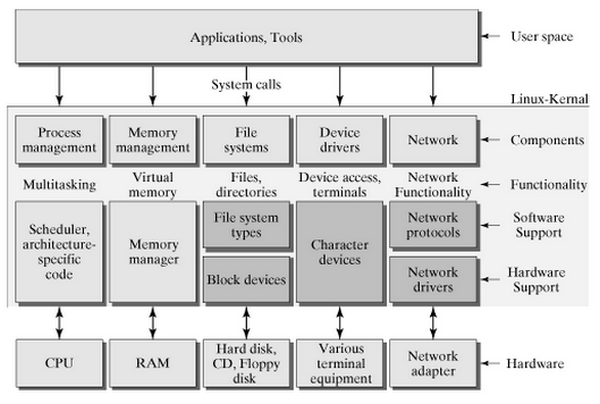 Applications, Tools
User space
System calls
Linux-Kernal
Process
management
Memory
management
File
systems
Device
drivers
Network
Components
Multitasking
Virtual
memory
Files,
directories
Device access,
terminals
Network
Functionality
Functionality
Scheduler,
architecture-
specific
code
Memory
manager
File system
types
Block devices
Character
devices
Network
protocols
Network
drivers
Software
Support
Hardware
Support
CPU
RAM
Hard disk,
CD, Floppy
disk
Various
terminal
equipment
Network
adapter
Hardware